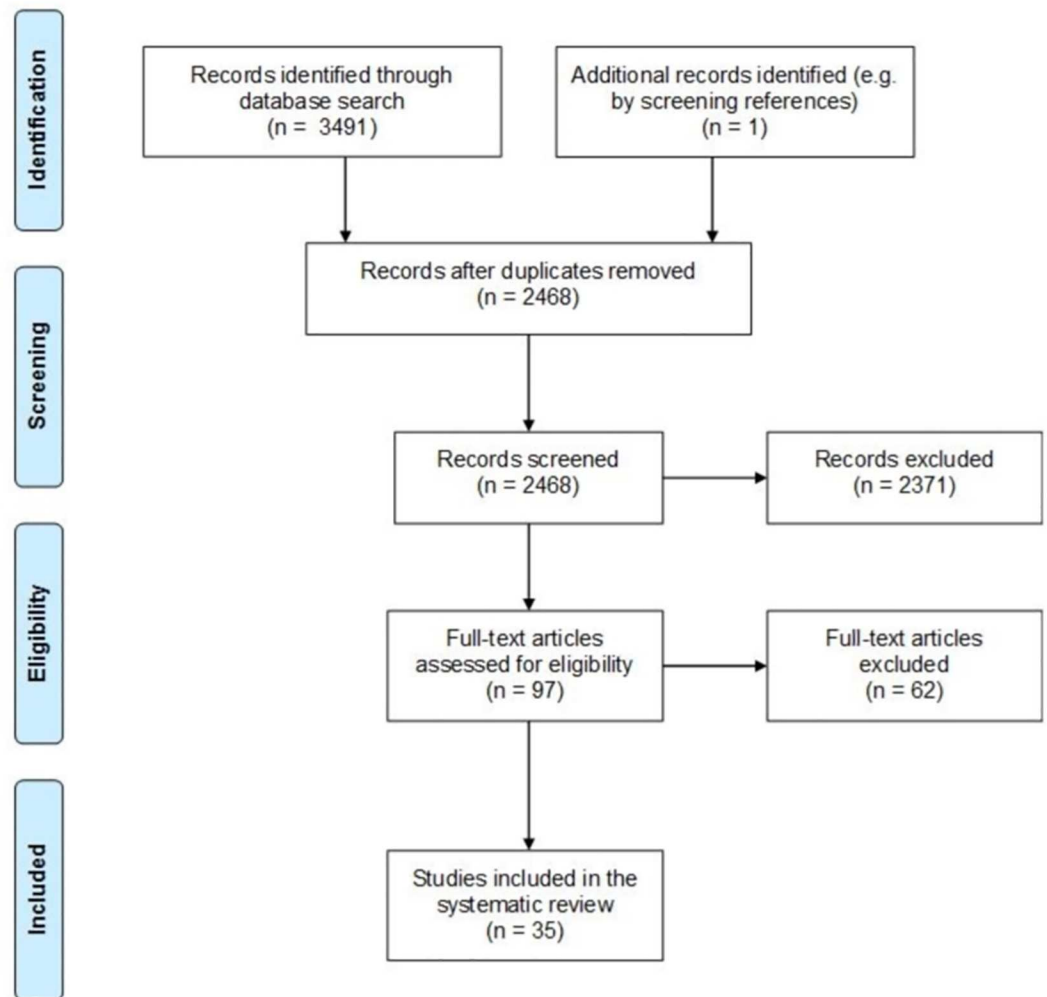 Identification
Records identified through
database search
(n = 3491)
Additional records identified (e.g.
by screening references)
(n = 1)
Records after duplicates removed
(n = 2468)
Screening
Records screened
(n = 2468)
Records excluded
(n = 2371)
Eligibility
Full-text articles
assessed for eligibility
(n = 97)
Full-text articles
excluded
(n = 62)
Included
Studies included in the
systematic review
(n = 35)